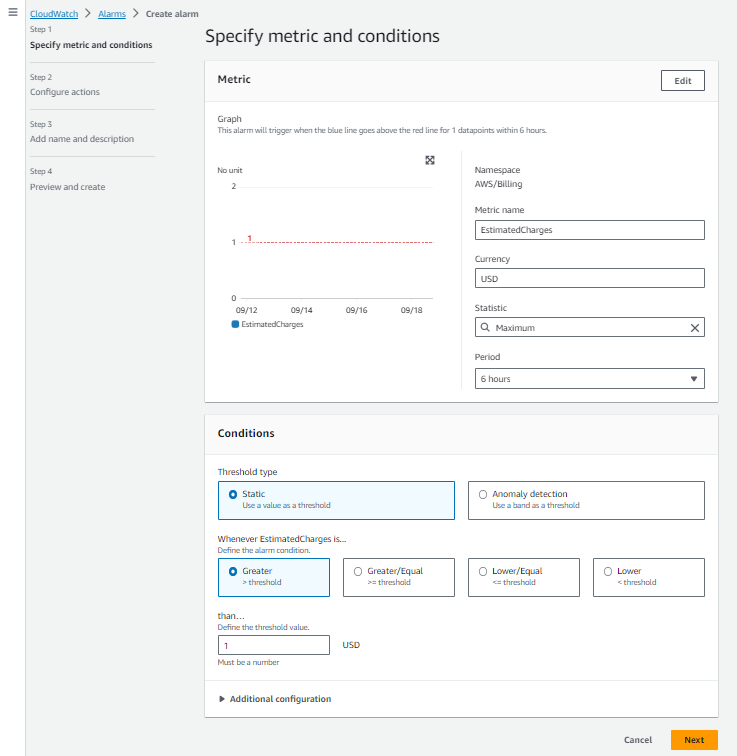 CloudWatch > Alarms > Create alarm
Step 1
Specify metric and conditions
Step 2
Configure actions
Step 3
Add name and description
Step 4
Preview and create
Specify metric and conditions
Metric
Edit
Graph
This alarm will trigger when the blue line goes above the red line for 1 datapoints within 6 hours.
No unit
2
1
1
0
09/12 09/14 09/16 09/18
EstimatedCharges
Namespace
AWS/Billing
Metric name
EstimatedCharges
Currency
USD
Statistic
Maximum
Period
6 hours
Conditions
Threshold type
Static
Use a value as a threshold
Anomaly detection
Use a band as a threshold
Whenever EstimatedCharges is...
Define the alarm condition.
Greater
> threshold
Greater/Equal
>= threshold
Lower/Equal
<= threshold
Lower
< threshold
than...
Define the threshold value.
1 USD
Must be a number
Additional configuration
Cancel Next